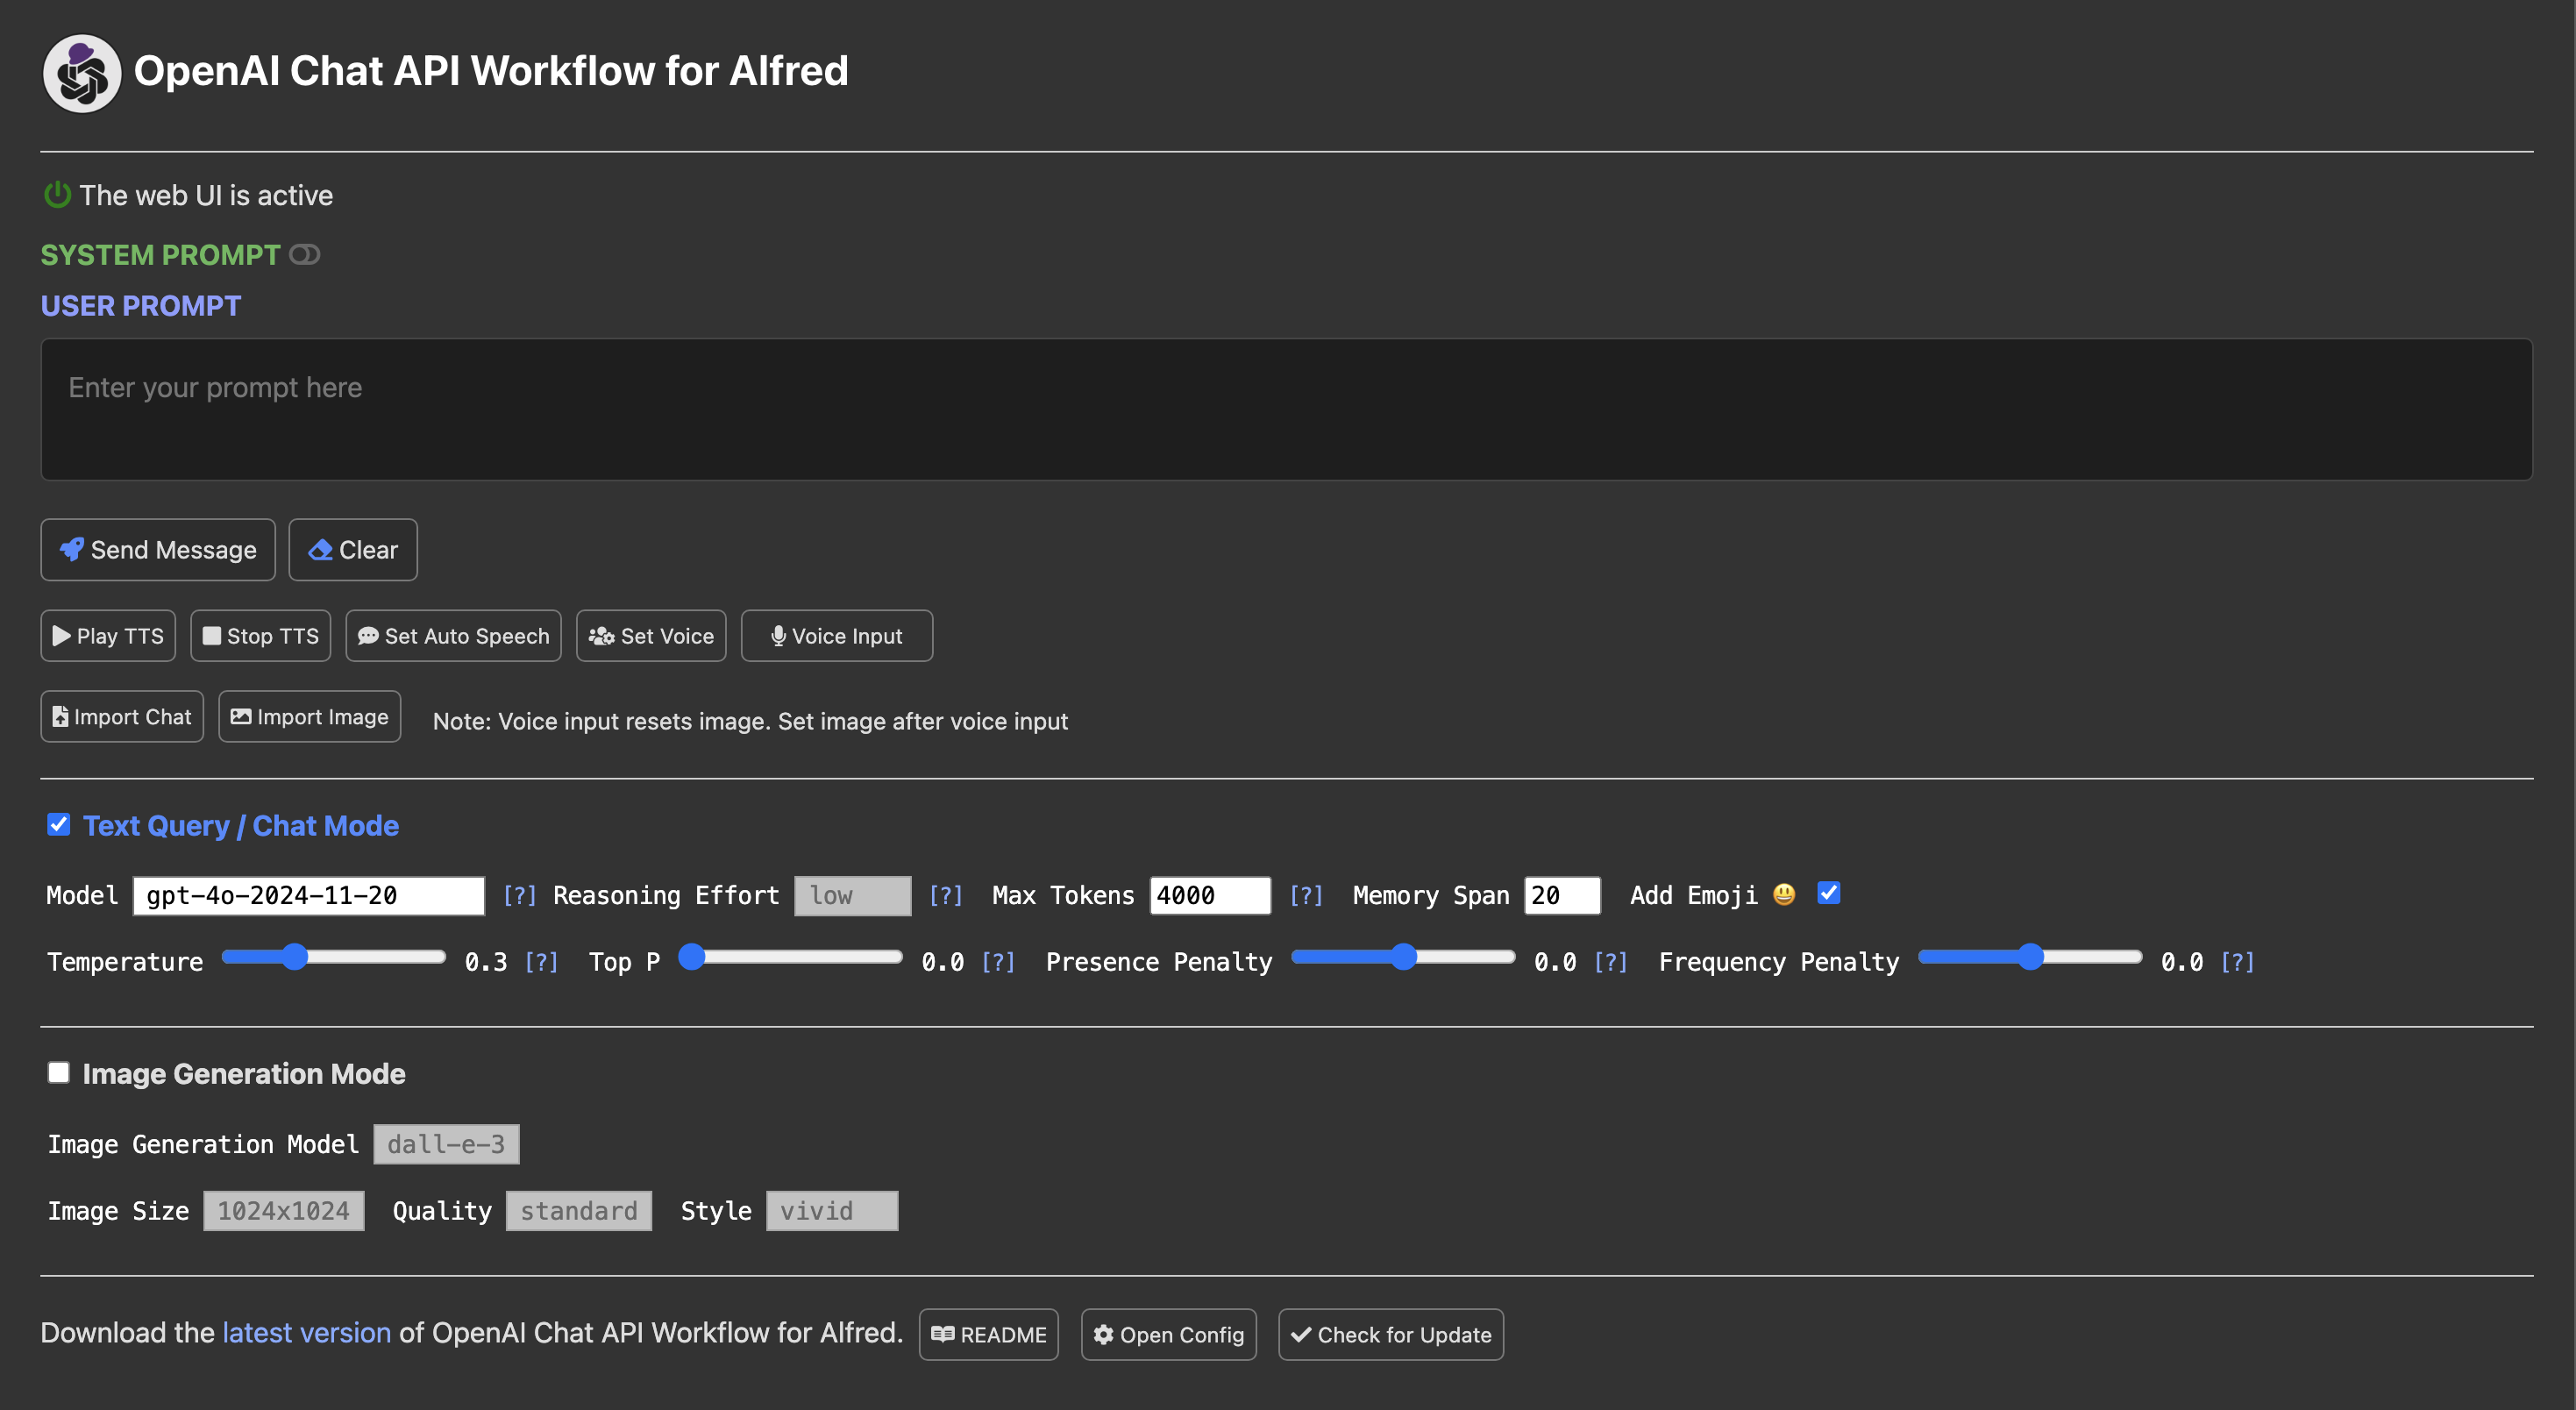 OpenAI Chat API Workflow for Alfred
The web UI is active
SYSTEM PROMPT
USER PROMPT
Enter your prompt here
Send Message Clear
Play TTS Stop TTS Set Auto Speech Set Voice Voice Input
Import Chat Import Image Note: Voice input resets image. Set image after voice input
Text Query / Chat Mode
Model gpt-4o-2024-11-20 [?] Reasoning Effort low [?] Max Tokens 4000 [?] Memory Span 20 Add Emoji 😃
Temperature 0.3 [?] Top P 0.0 [?] Presence Penalty 0.0 [?] Frequency Penalty 0.0 [?]
Image Generation Mode
Image Generation Model dall-e-3
Image Size 1024x1024 Quality standard Style vivid
Download the latest version of OpenAI Chat API Workflow for Alfred. README Open Config Check for Update